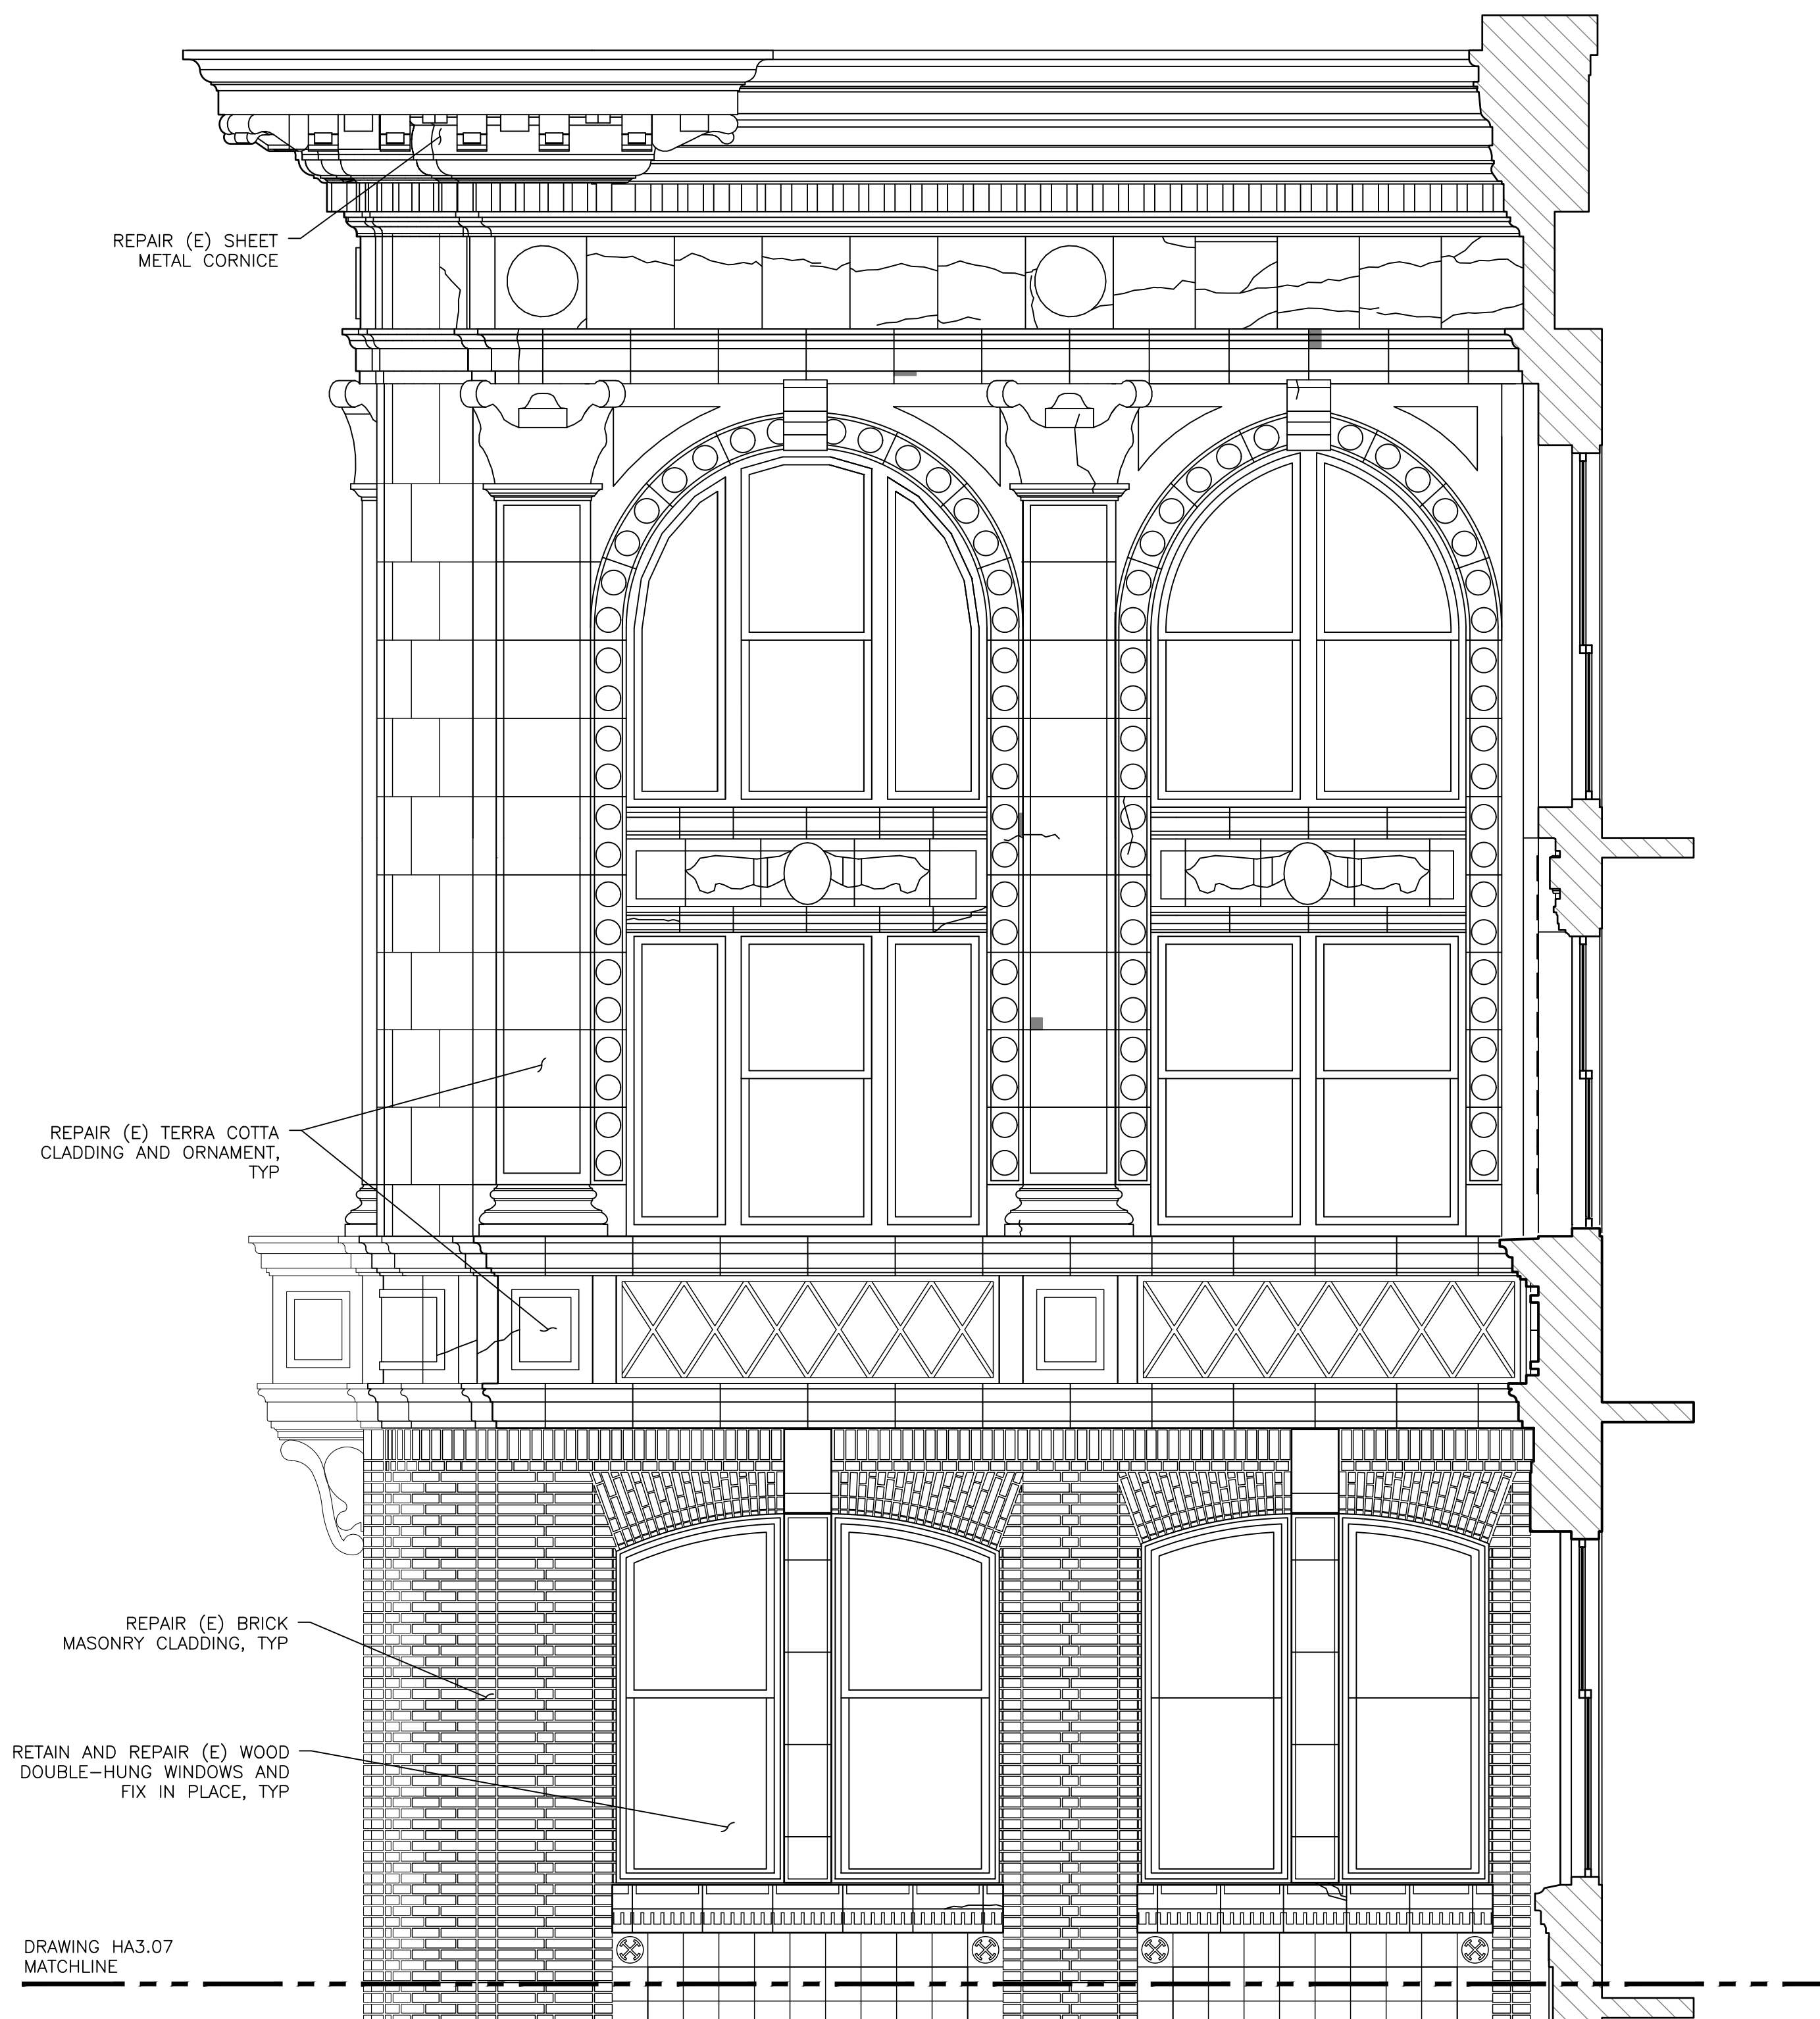 REPAIR (E) SHEET
METAL CORNICE
REPAIR (E) TERRA COTTA
CLADDING AND ORNAMENT,
TYP
REPAIR (E) BRICK
MASONRY CLADDING, TYP
RETAIN AND REPAIR (E) WOOD
DOUBLE-HUNG WINDOWS AND
FIX IN PLACE, TYP
DRAWING HA3.07
MATCHLINE